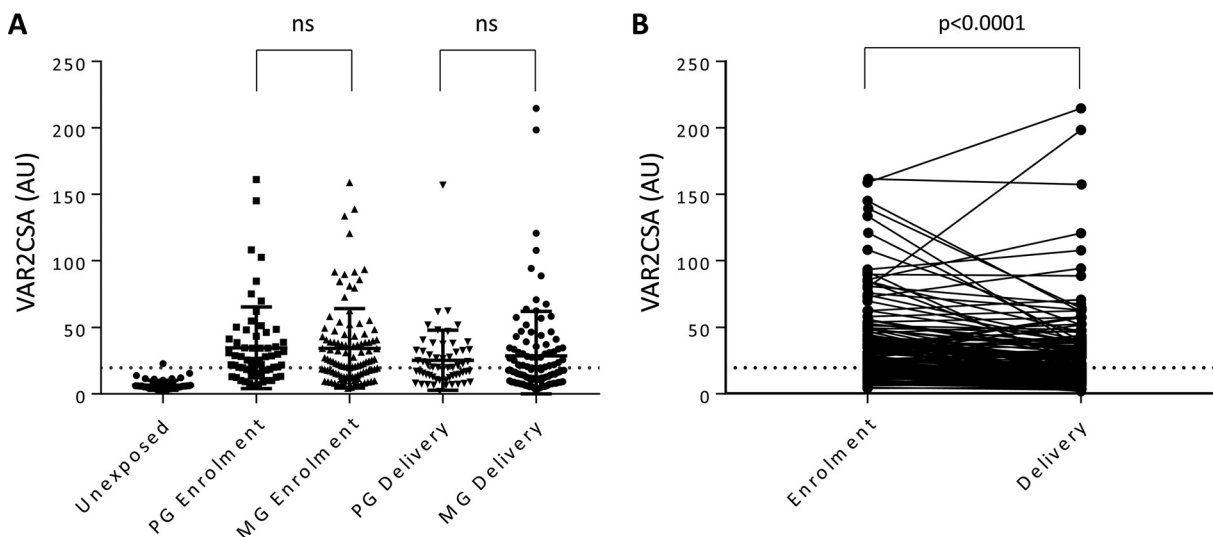 A
ns
ns
VAR2CSA (AU)
250
200
150
100
50
0
Unexposed
PG Enrolment
MG Enrolment
PG Delivery
MG Delivery
B
p<0.0001
VAR2CSA (AU)
250
200
150
100
50
0
Enrolment
Delivery